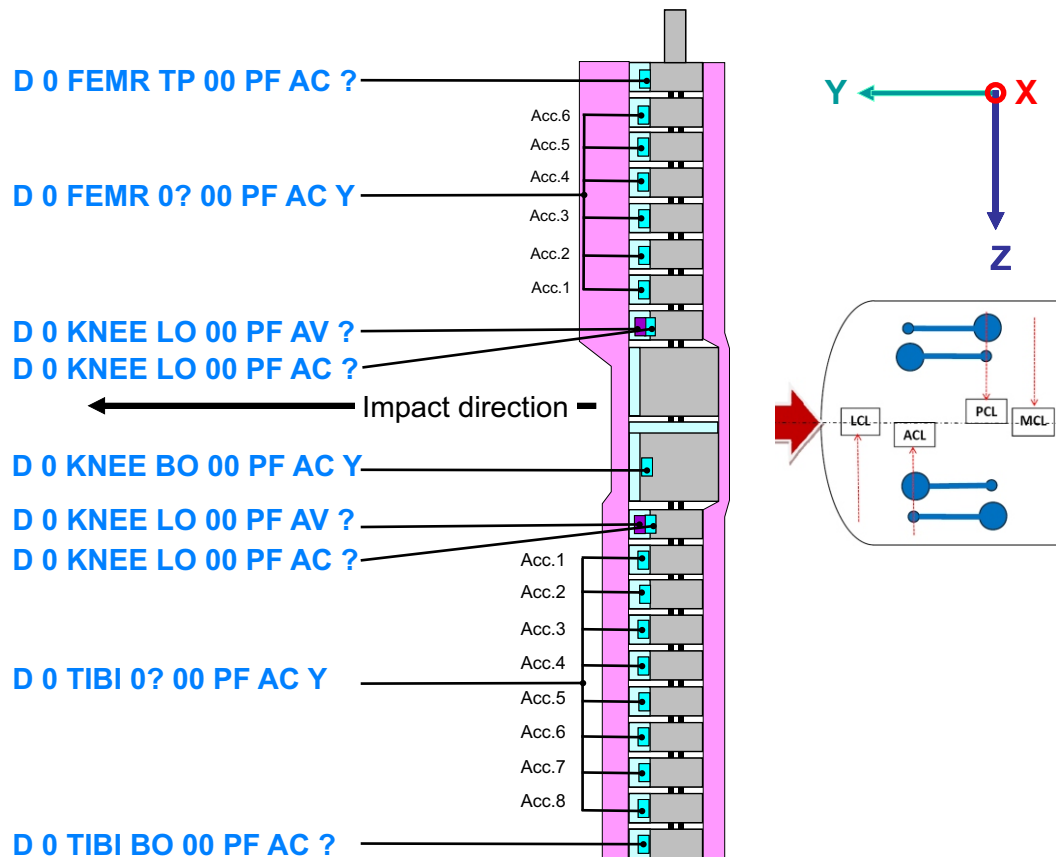 D 0 FEMR TP 00 PF AC ?
Acc.6
Acc.5
Acc.4
D 0 FEMR 0? 00 PF AC Y
Acc.3
Acc.2
Acc.1
D 0 KNEE LO 00 PF AV ?
D 0 KNEE LO 00 PF AC ?
Impact direction
D 0 KNEE BO 00 PF AC Y
D 0 KNEE LO 00 PF AV ?
D 0 KNEE LO 00 PF AC ?
Acc.1
Acc.2
Acc.3
Acc.4
D 0 TIBI 0? 00 PF AC Y
Acc.5
Acc.6
Acc.7
Acc.8
D 0 TIBI BO 00 PF AC ?
Y
X
Z
LCL
ACL
PCL
MCL